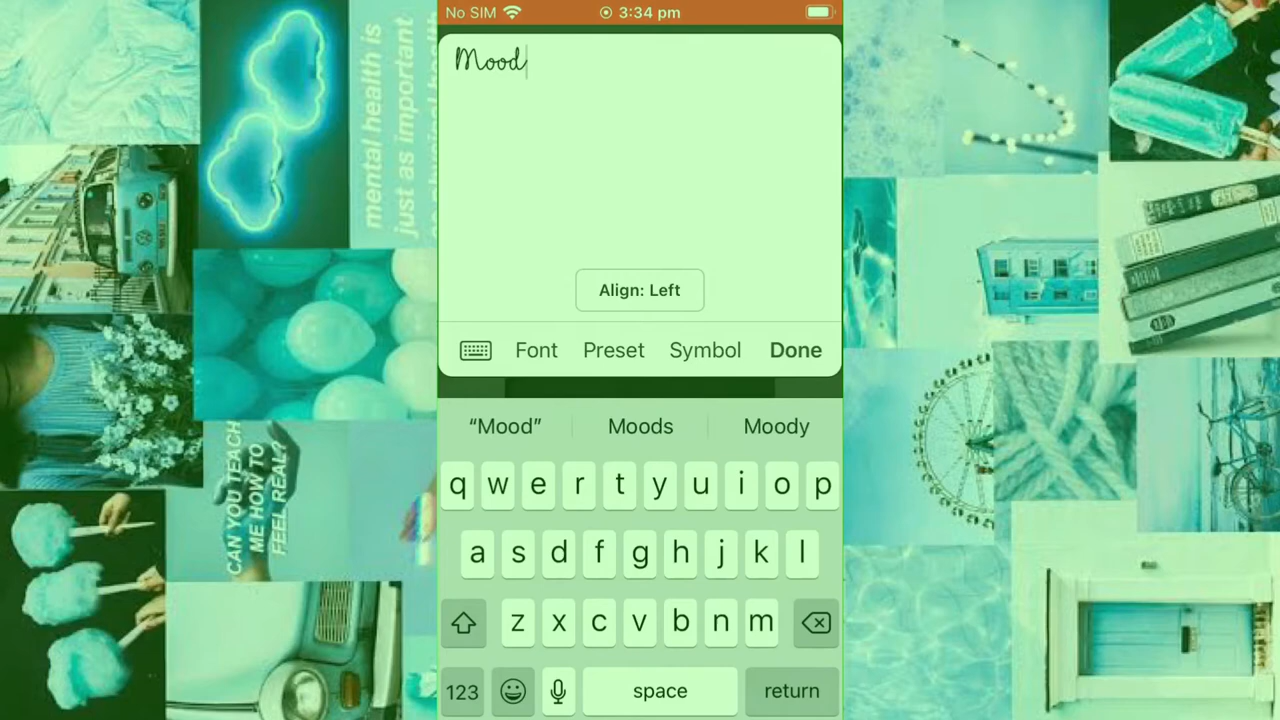 No SIM 3:34 pm
Mood
Align: Left
Font Preset Symbol Done
“Mood” Moods Moody
q w e r t y u i o p
a s d f g h j k l
z x c v b n m
123 space return
mental health is
just as important
CAN YOU TEACH
ME HOW TO
FEEL REAL?